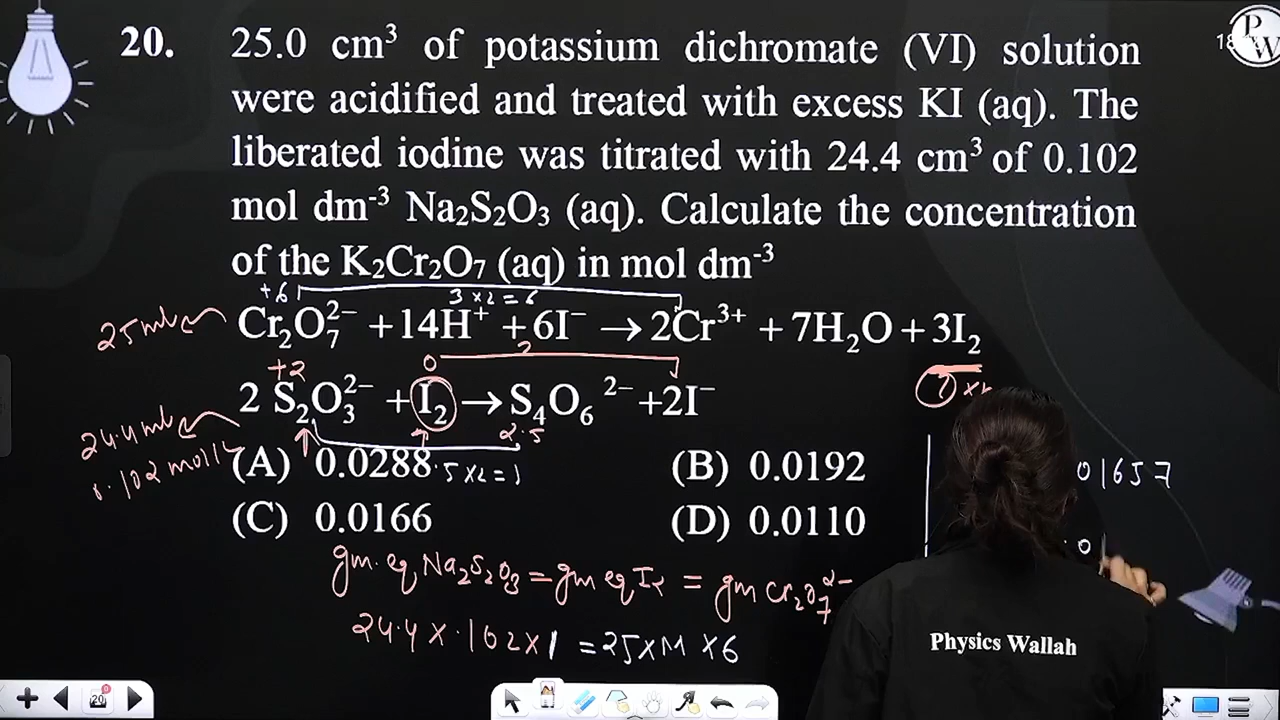 20. 25.0 cm³ of potassium dichromate (VI) solution
were acidified and treated with excess KI (aq). The
liberated iodine was titrated with 24.4 cm³ of 0.102
mol dm⁻³ Na₂S₂O₃ (aq). Calculate the concentration
of the K₂Cr₂O₇ (aq) in mol dm⁻³
+6 3×2=6
25ml
Cr₂O₇²⁻ + 14H⁺ + 6I⁻ → 2Cr³⁺ + 7H₂O + 3I₂
+2 0 2
2 S₂O₃²⁻ + I₂ → S₄O₆²⁻ + 2I⁻
24.4ml
2.5
0.102 mol/L
(A) 0.0288 (B) 0.0192
.5×2=1
(C) 0.0166 (D) 0.0110
01657
.0
gm.eq Na₂S₂O₃ = gm eq I₂ = gm Cr₂O₇²⁻
24.4 × .102 × 1 = 25 × M × 6
Physics Wallah
PW
20